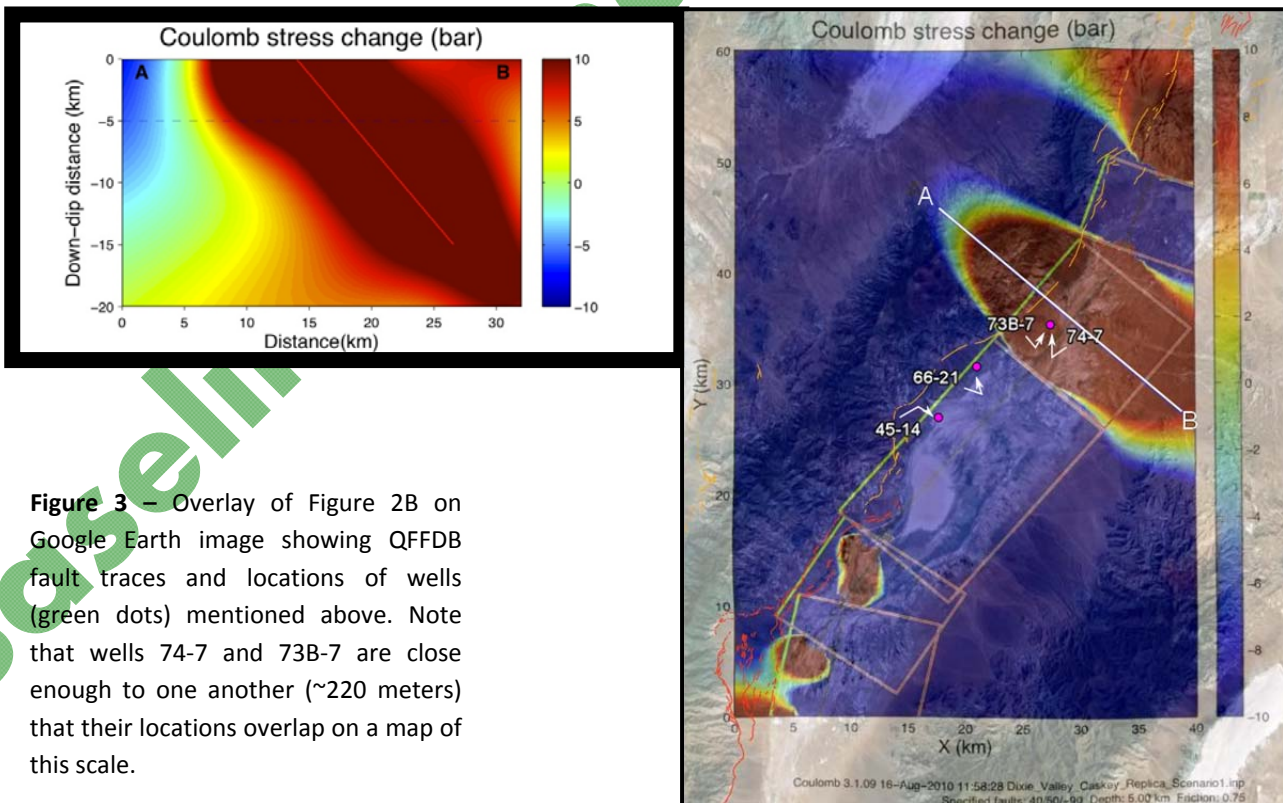 Coulomb stress change (bar)
A
B
0
−5
−10
−15
−20
Down-dip distance (km)
0
5
10
15
20
25
30
Distance(km)
10
5
0
−5
−10
Baselin
Figure 3 – Overlay of Figure 2B on
Google Earth image showing QFFDB
fault traces and locations of wells
(green dots) mentioned above. Note
that wells 74-7 and 73B-7 are close
enough to one another (~220 meters)
that their locations overlap on a map of
this scale.
Coulomb stress change (bar)
60
50
40
30
20
10
0
Y (km)
A
B
73B-7
74-7
66-21
45-14
0
5
10
15
20
25
30
35
40
X (km)
10
8
6
4
2
0
−2
−4
−6
−8
−10
Coulomb 3.1.09 16-Aug-2010 11:58:28 Dixie_Valley_Caskey_Replica_Scenario1.inp
Specified faults: 40/50/-90 Depth: 5.00 km Friction: 0.75